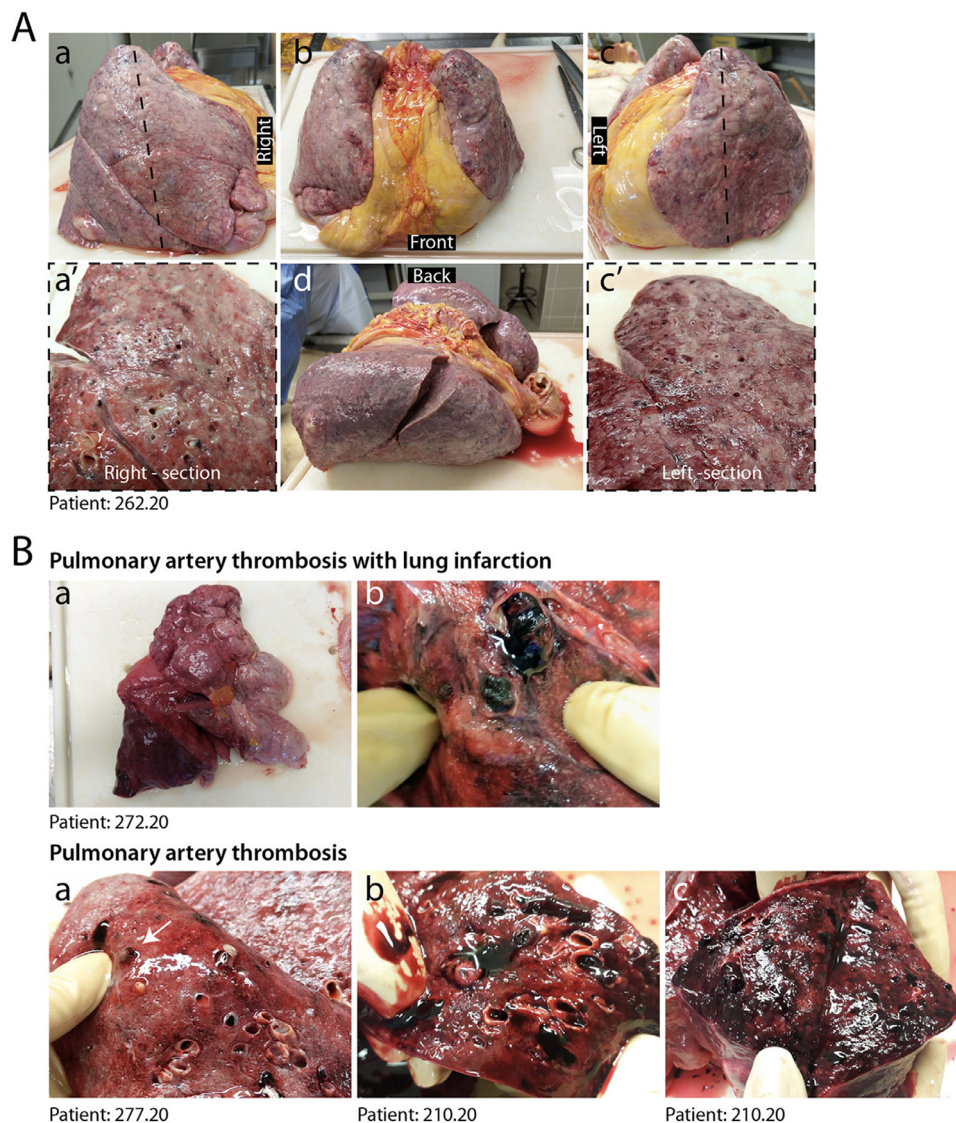 A
a
b
c
Right
Front
Left
a'
d
Back
c'
Right - section
Left -section
Patient: 262.20
B
Pulmonary artery thrombosis with lung infarction
a
b
Patient: 272.20
Pulmonary artery thrombosis
a
b
c
Patient: 277.20
Patient: 210.20
Patient: 210.20